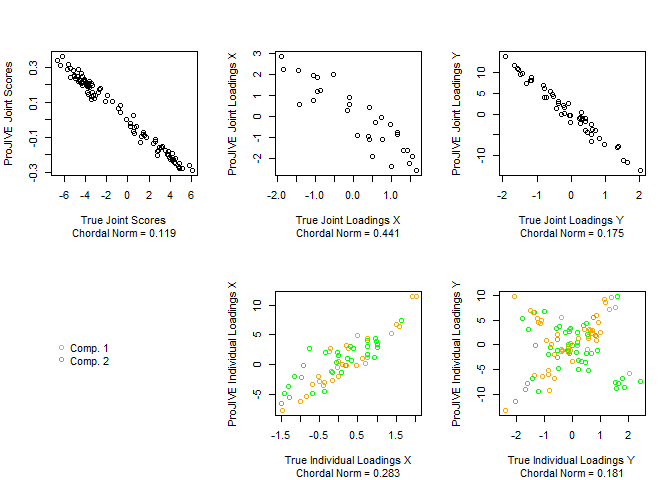 ProJIVE Joint Scores
0.3
0.1
-0.1
-0.3
-6
-4
-2
0
2
4
6
True Joint Scores
Chordal Norm = 0.119
ProJIVE Joint Loadings X
3
2
1
0
-2
-2.0
-1.0
0.0
1.0
True Joint Loadings X
Chordal Norm = 0.441
ProJIVE Joint Loadings Y
10
5
0
-10
-2
-1
0
1
2
True Joint Loadings Y
Chordal Norm = 0.175
Comp. 1
Comp. 2
ProJIVE Individual Loadings X
10
5
0
-5
-1.5
-0.5
0.5
1.5
True Individual Loadings X
Chordal Norm = 0.283
ProJIVE Individual Loadings Y
10
5
0
-5
-10
-2
-1
0
1
2
True Individual Loadings Y
Chordal Norm = 0.181